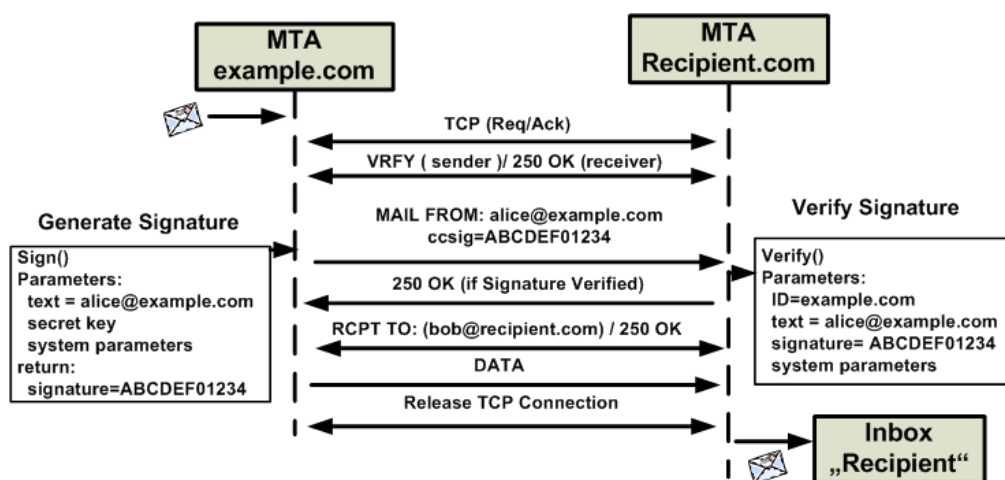 MTA
example.com
MTA
Recipient.com
TCP (Req/Ack)
VRFY ( sender )/ 250 OK (receiver)
Generate Signature
MAIL FROM: alice@example.com
ccsig=ABCDEF01234
Verify Signature
Sign()
Parameters:
text = alice@example.com
secret key
system parameters
return:
signature=ABCDEF01234
250 OK (if Signature Verified)
RCPT TO: (bob@recipient.com) / 250 OK
DATA
Release TCP Connection
Verify()
Parameters:
ID=example.com
text = alice@example.com
signature= ABCDEF01234
system parameters
Inbox
„Recipient“